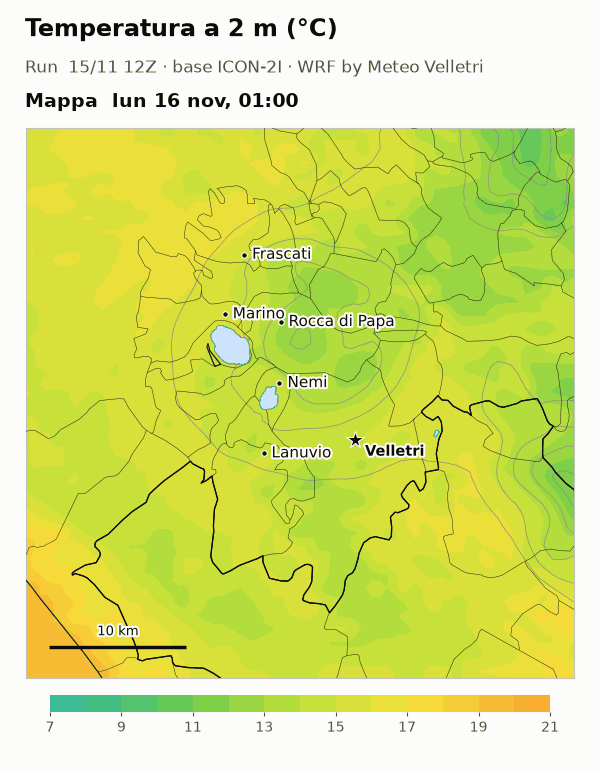 Temperatura a 2 m (°C)
Run  15/11 12Z · base ICON-2I · WRF by Meteo Velletri
Mappa  lun 16 nov, 01:00
Frascati
Marino
Rocca di Papa
Nemi
Velletri
Lanuvio
10 km
7 9 11 13 15 17 19 21